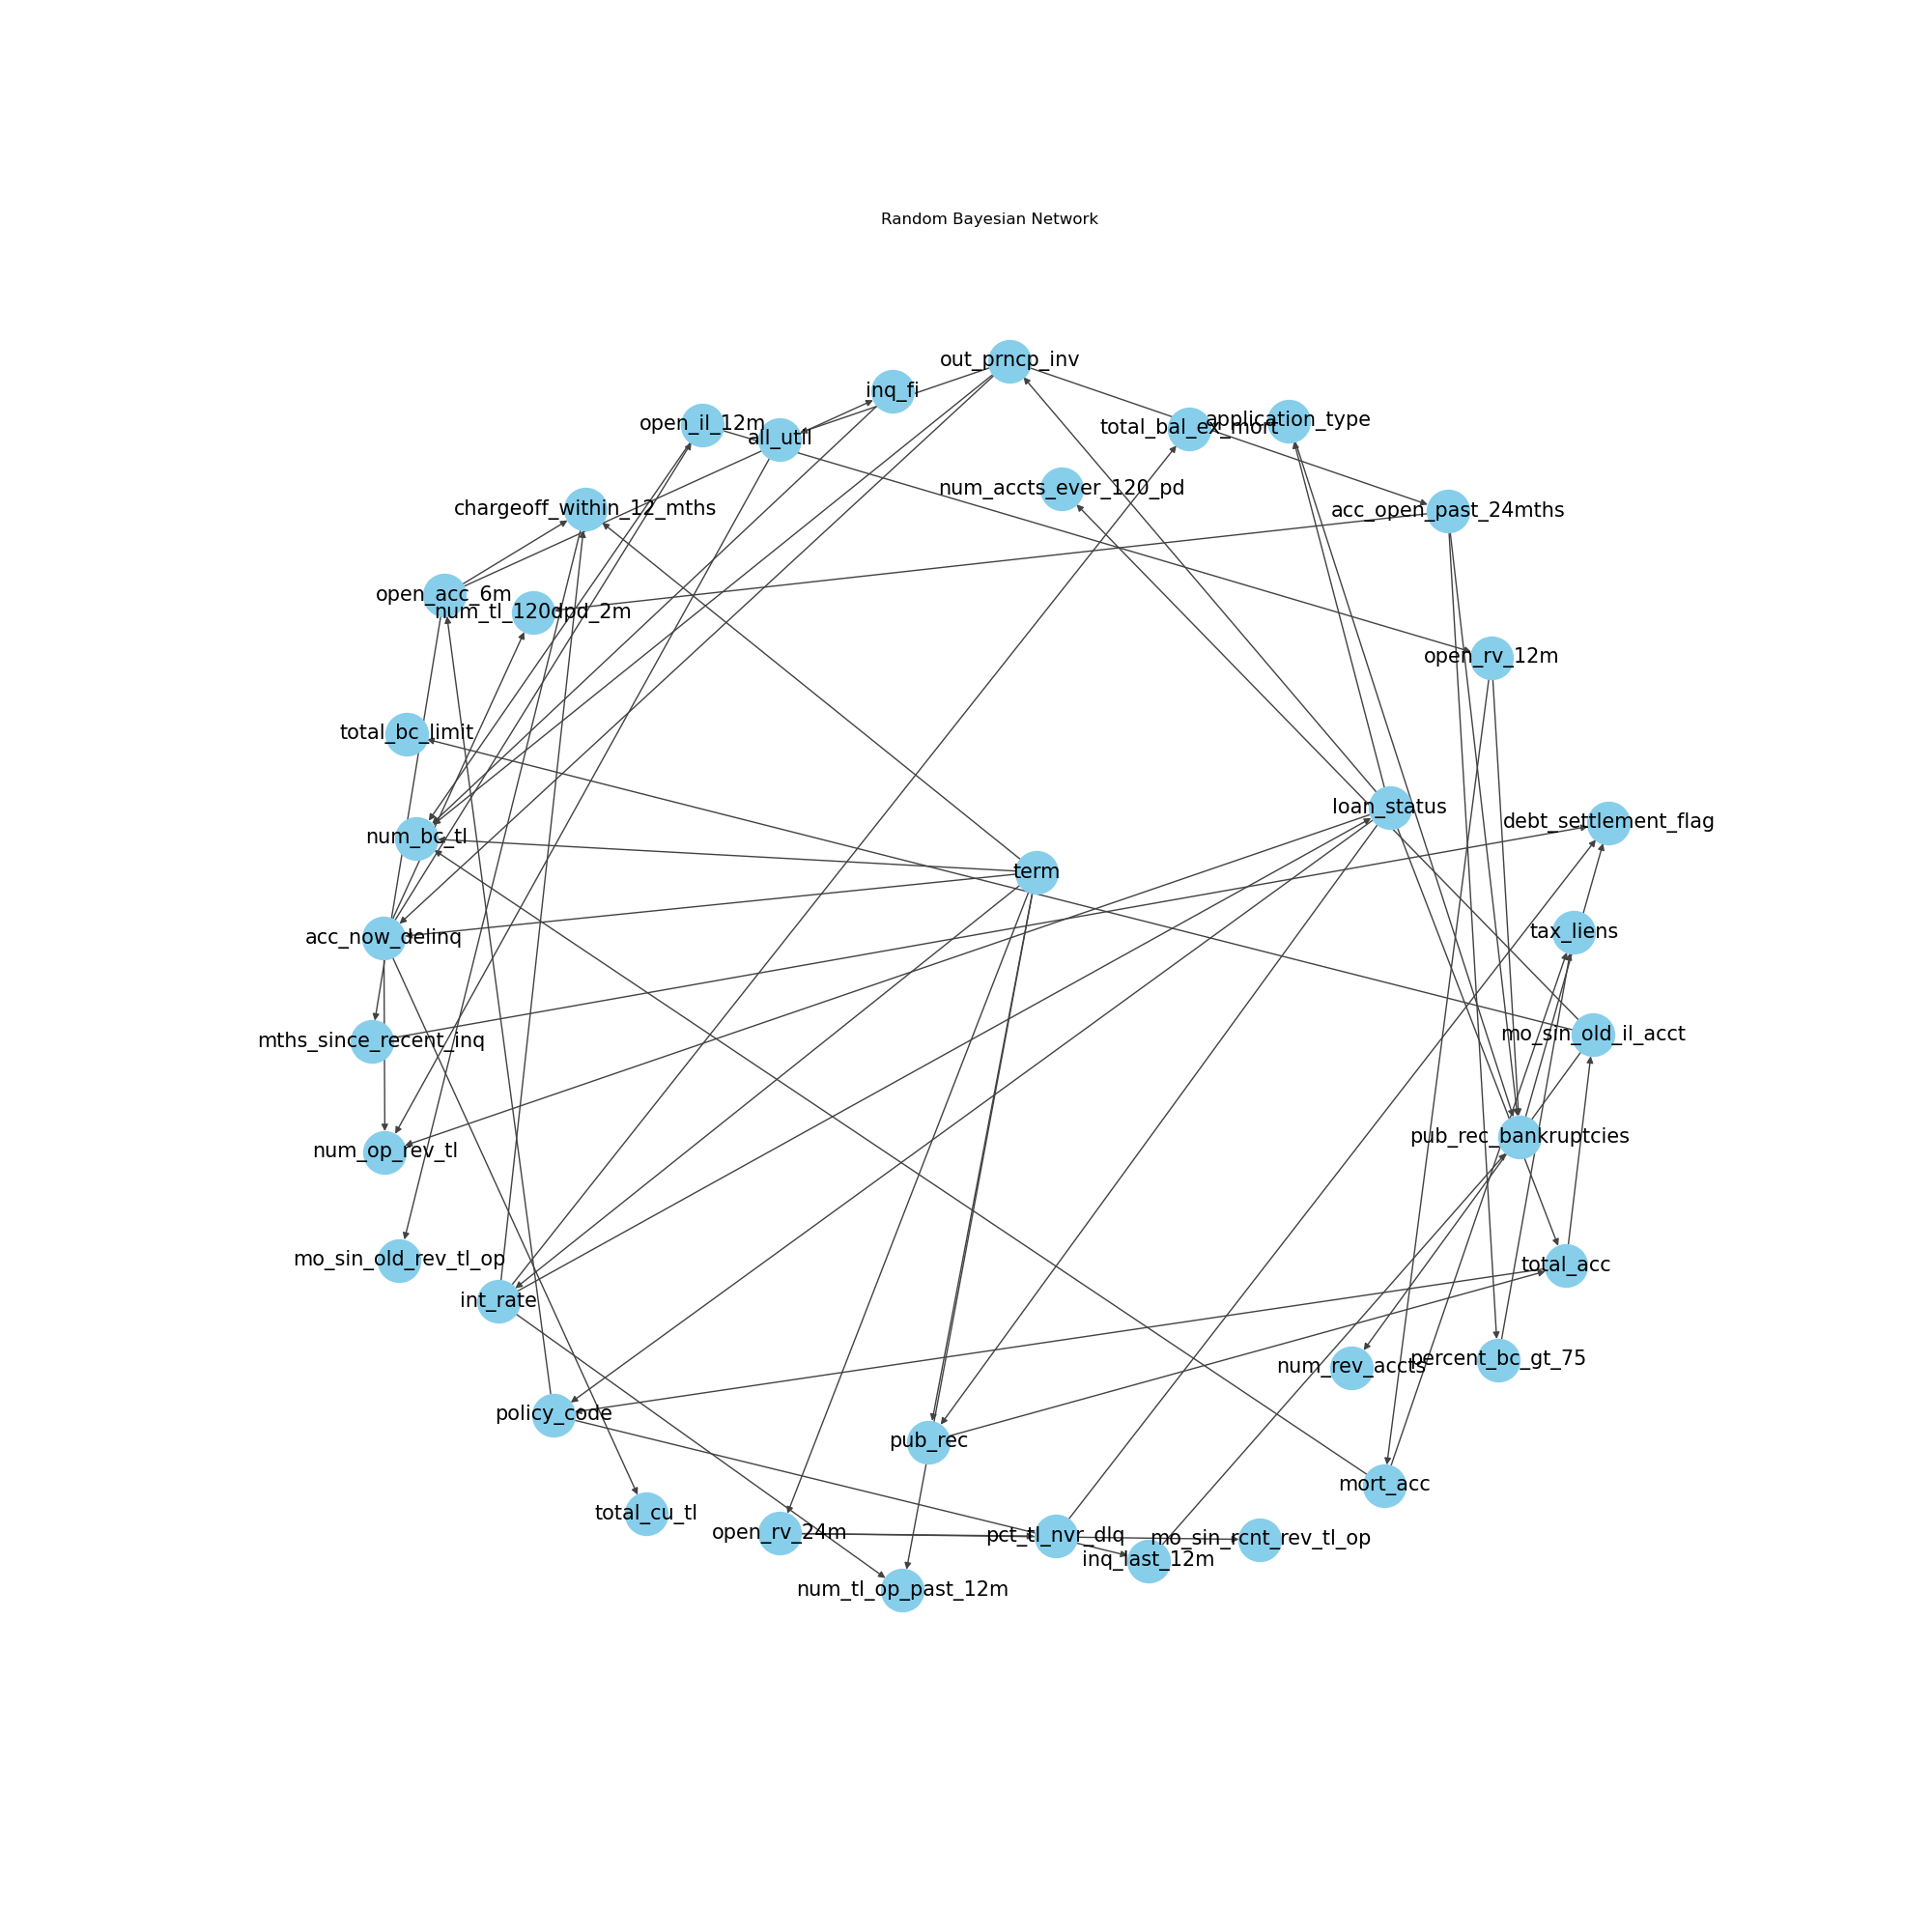 Random Bayesian Network
out_prncp_inv
inq_fi
open_il_12m
all_util
total_bal_ex_mort
application_type
num_accts_ever_120_pd
chargeoff_within_12_mths
acc_open_past_24mths
open_acc_6m
num_tl_120dpd_2m
open_rv_12m
total_bc_limit
loan_status
debt_settlement_flag
num_bc_tl
term
tax_liens
acc_now_delinq
mo_sin_old_il_acct
mths_since_recent_inq
pub_rec_bankruptcies
num_op_rev_tl
mo_sin_old_rev_tl_op
total_acc
int_rate
num_rev_accts
percent_bc_gt_75
policy_code
pub_rec
mort_acc
total_cu_tl
open_rv_24m
pct_tl_nvr_dlq
mo_sin_rcnt_rev_tl_op
inq_last_12m
num_tl_op_past_12m